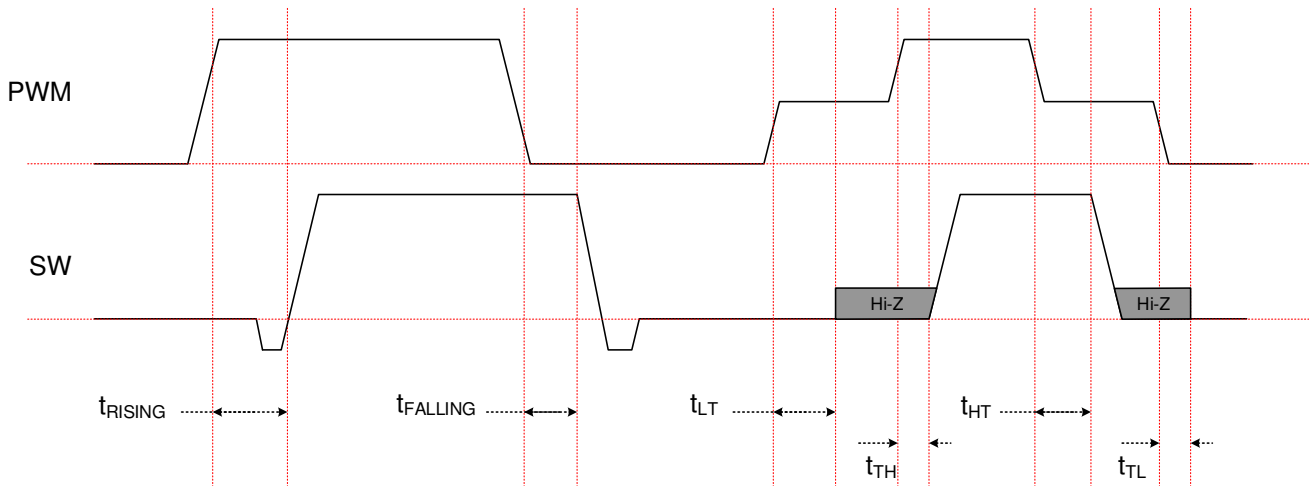 PWM
SW
Hi-Z
Hi-Z
tRISING
tFALLING
tLT
tHT
tTH
tTL